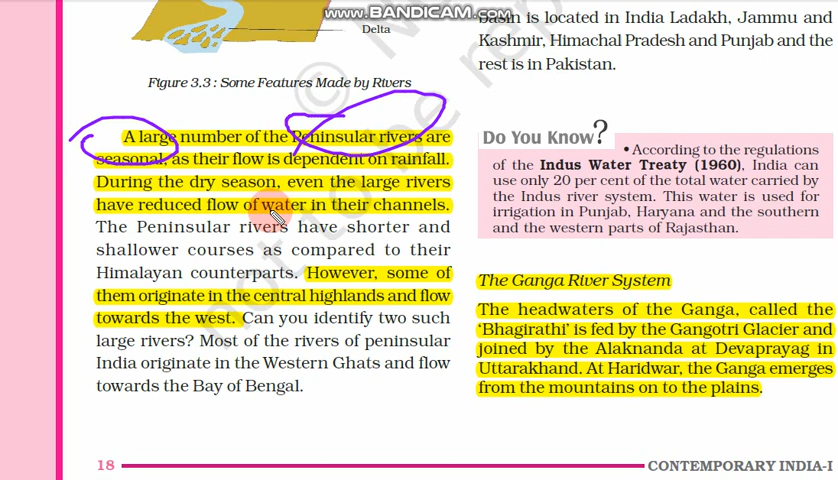 www.BANDICAM.com
Delta
Figure 3.3 : Some Features Made by Rivers
A large number of the Peninsular rivers are
seasonal, as their flow is dependent on rainfall.
During the dry season, even the large rivers
have reduced flow of water in their channels.
The Peninsular rivers have shorter and
shallower courses as compared to their
Himalayan counterparts. However, some of
them originate in the central highlands and flow
towards the west. Can you identify two such
large rivers? Most of the rivers of peninsular
India originate in the Western Ghats and flow
towards the Bay of Bengal.
basin is located in India Ladakh, Jammu and
Kashmir, Himachal Pradesh and Punjab and the
rest is in Pakistan.
Do You Know?
• According to the regulations
of the Indus Water Treaty (1960), India can
use only 20 per cent of the total water carried by
the Indus river system. This water is used for
irrigation in Punjab, Haryana and the southern
and the western parts of Rajasthan.
The Ganga River System
The headwaters of the Ganga, called the
‘Bhagirathi’ is fed by the Gangotri Glacier and
joined by the Alaknanda at Devaprayag in
Uttarakhand. At Haridwar, the Ganga emerges
from the mountains on to the plains.
18
CONTEMPORARY INDIA-I
not to be rep